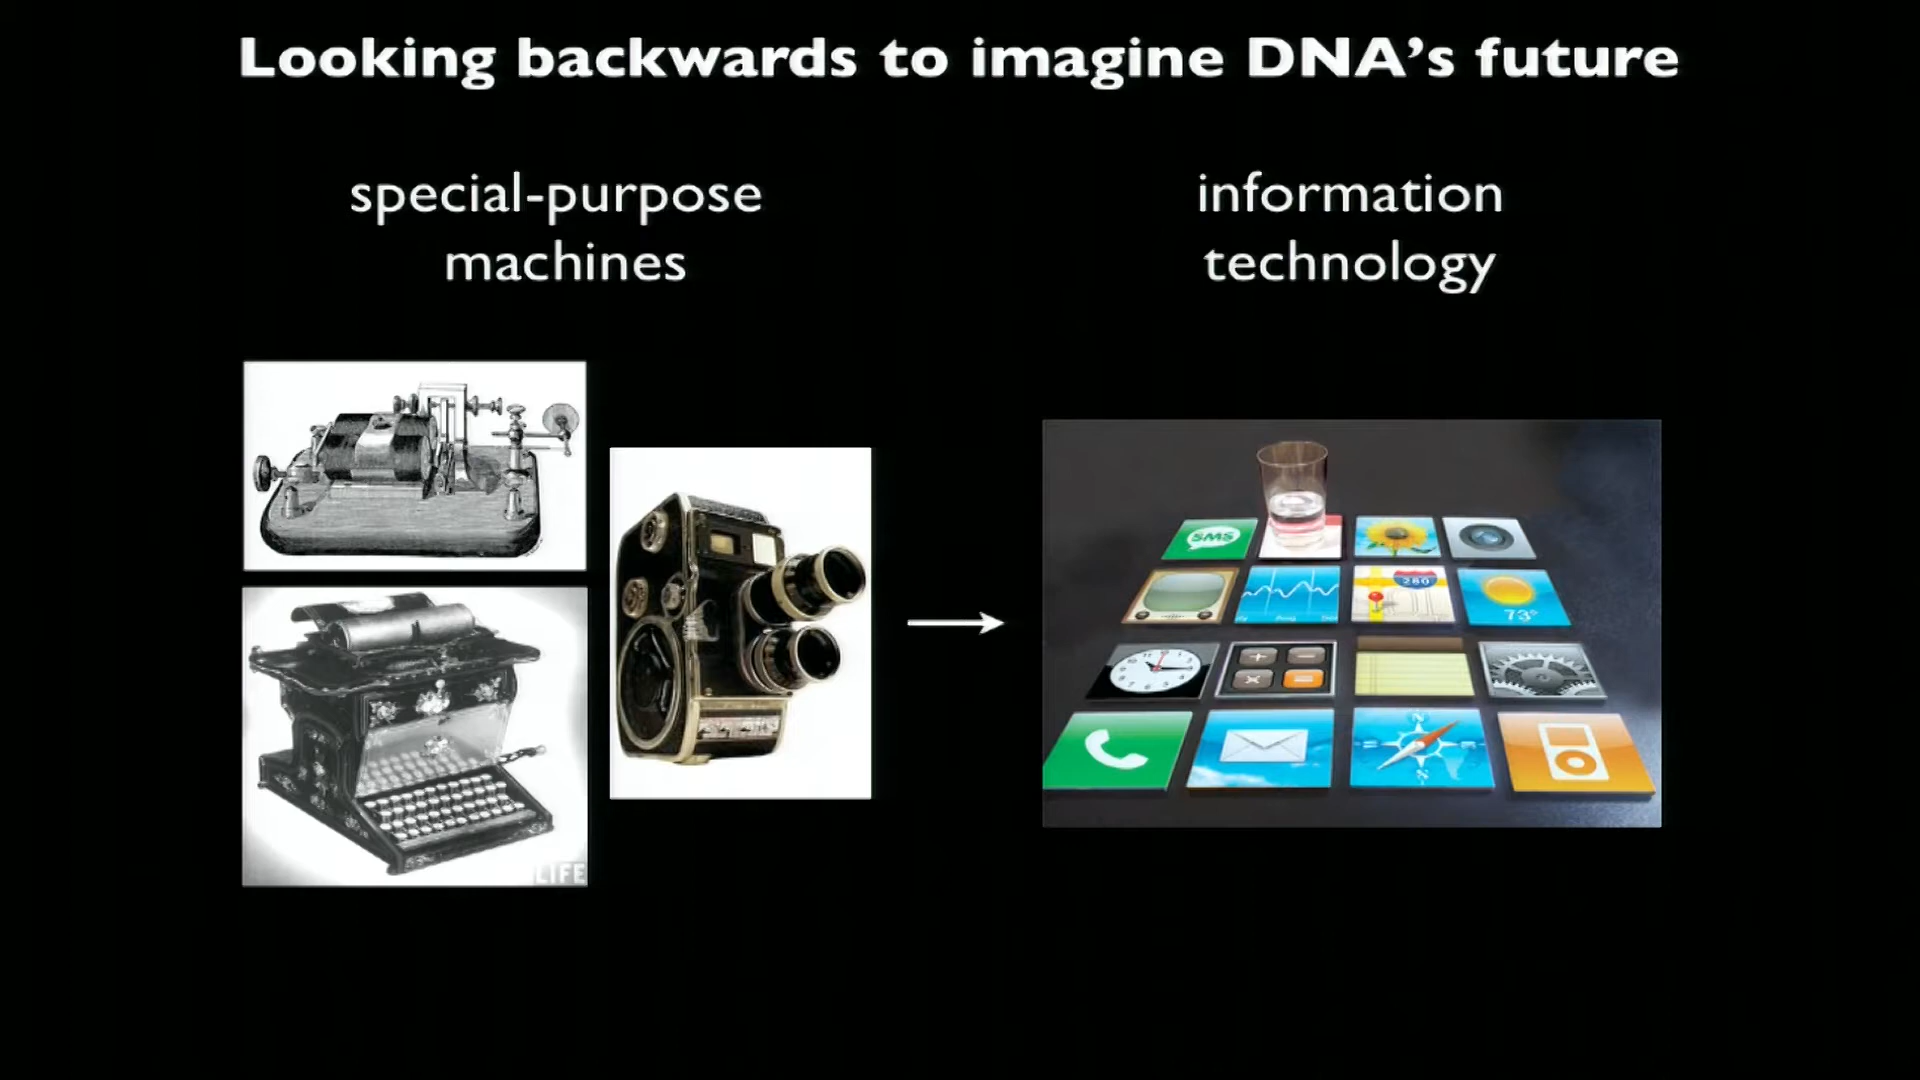 Looking backwards to imagine DNA's future
special-purpose
machines
information
technology
LIFE
SMS
280
73°